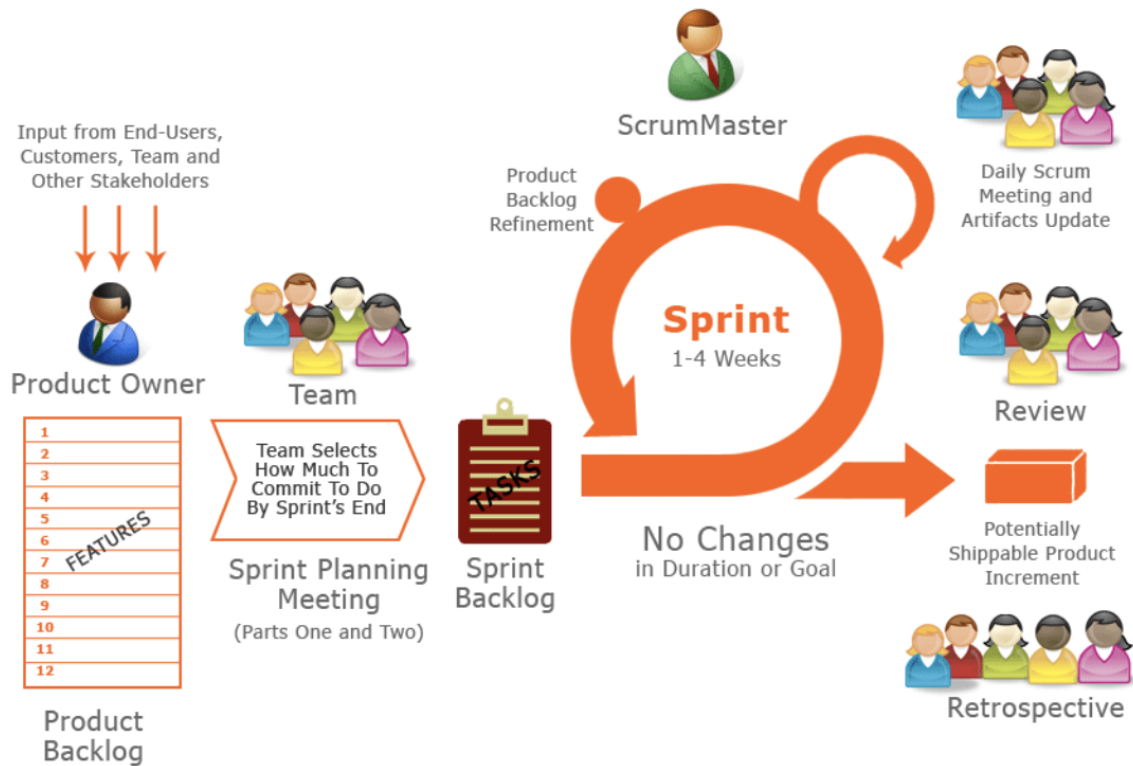 Input from End-Users,
Customers, Team and
Other Stakeholders
Product Owner
1
2
3
4
5
6
7
8
9
10
11
12
FEATURES
Product
Backlog
Team
Team Selects
How Much To
Commit To Do
By Sprint's End
Sprint Planning
Meeting
(Parts One and Two)
TASKS
Sprint
Backlog
ScrumMaster
Product
Backlog
Refinement
Sprint
1-4 Weeks
No Changes
in Duration or Goal
Daily Scrum
Meeting and
Artifacts Update
Review
Potentially
Shippable Product
Increment
Retrospective